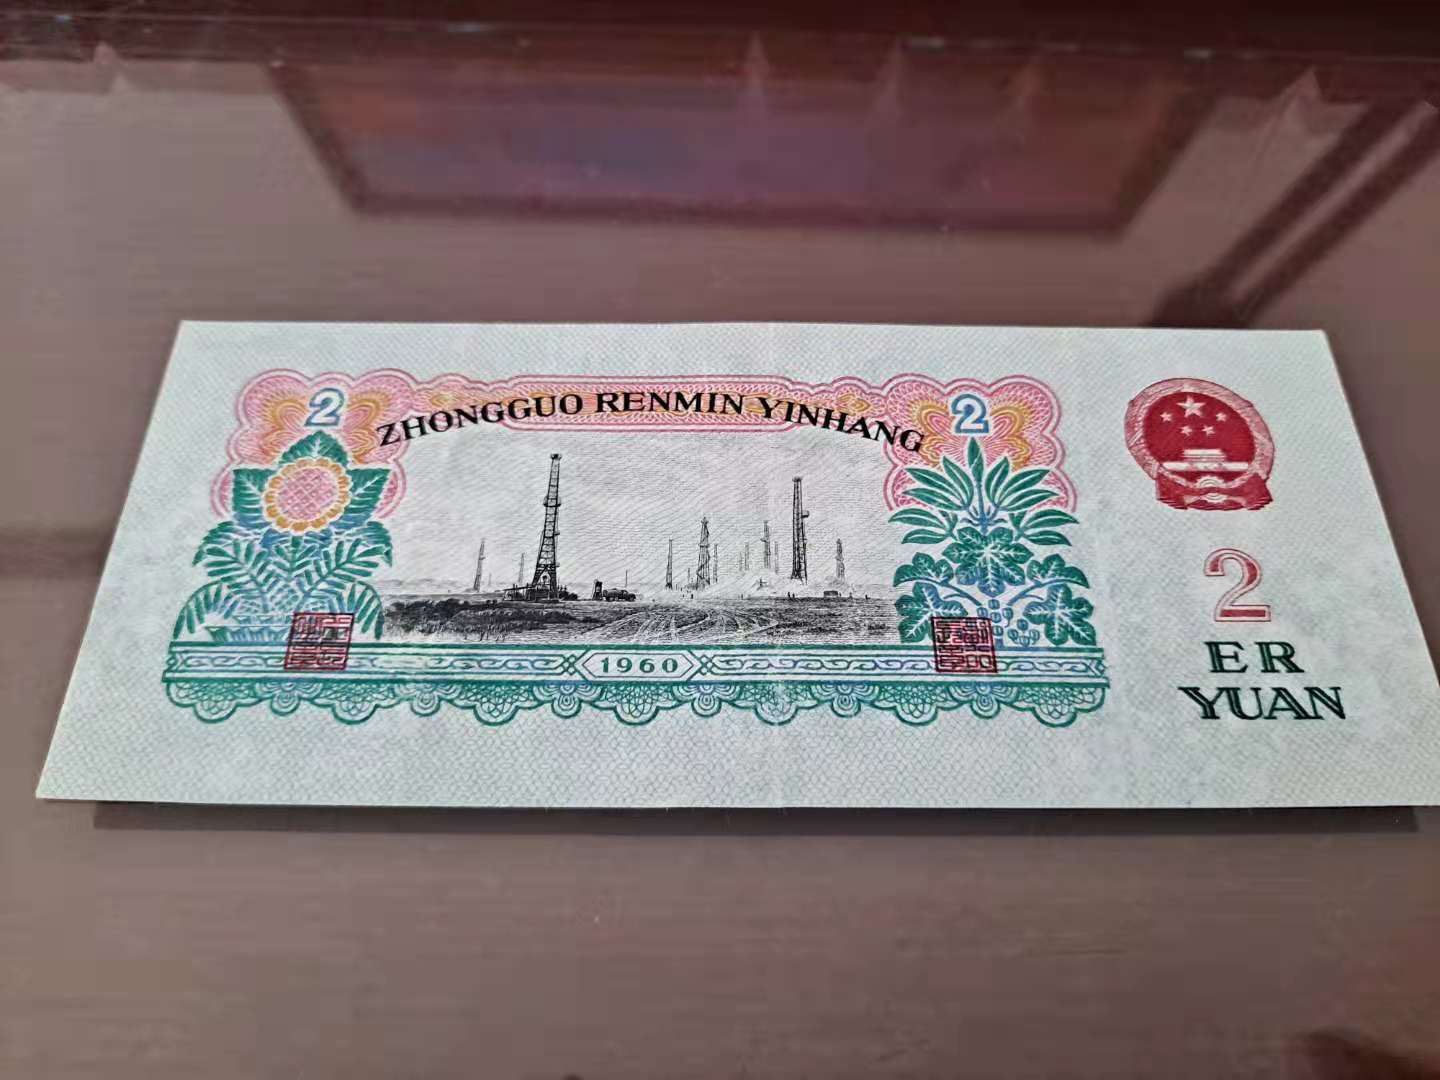 2
2
ZHONGGUO RENMIN YINHANG
2
ER
YUAN
1960